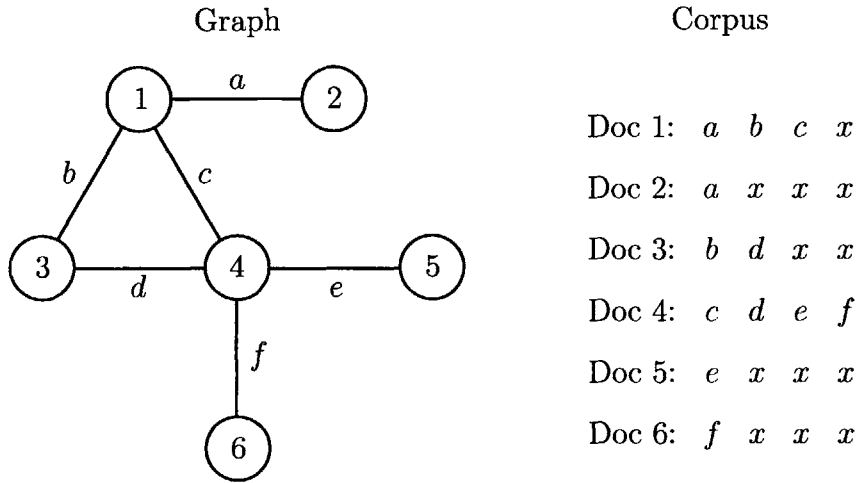 Graph
Corpus
1 a 2
b c
3 d 4 e 5
f
6
Doc 1: a b c x
Doc 2: a x x x
Doc 3: b d x x
Doc 4: c d e f
Doc 5: e x x x
Doc 6: f x x x